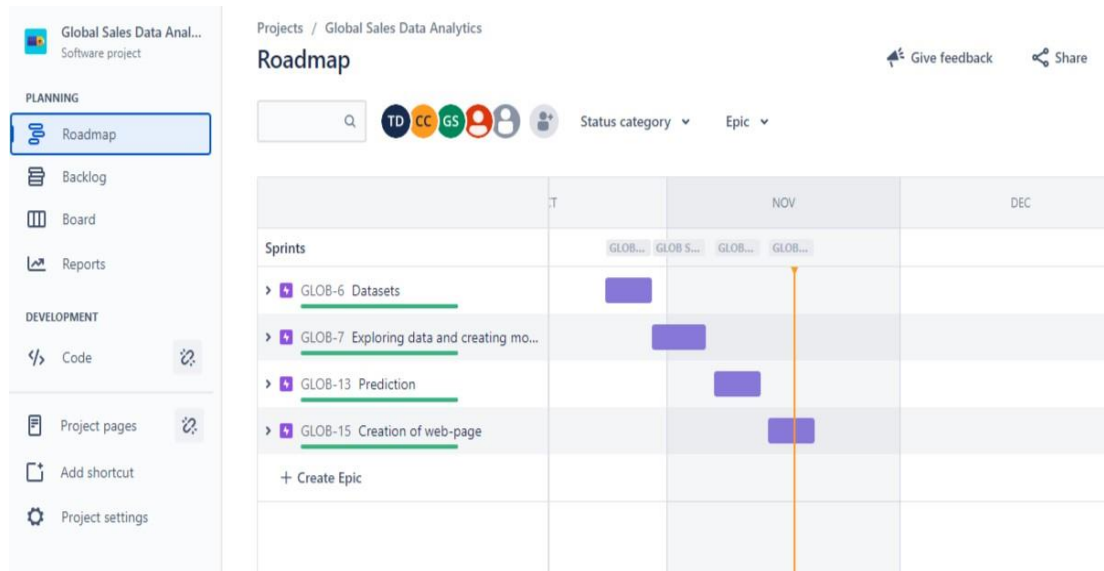 Global Sales Data Anal...
Software project
PLANNING
Roadmap
Backlog
Board
Reports
DEVELOPMENT
Code
Project pages
Add shortcut
Project settings
Projects / Global Sales Data Analytics
Roadmap
Give feedback
Share
TD CC GS
Status category
Epic
CT NOV DEC
Sprints GLOB... GLOB S... GLOB... GLOB...
GLOB-6 Datasets
GLOB-7 Exploring data and creating mo...
GLOB-13 Prediction
GLOB-15 Creation of web-page
+ Create Epic